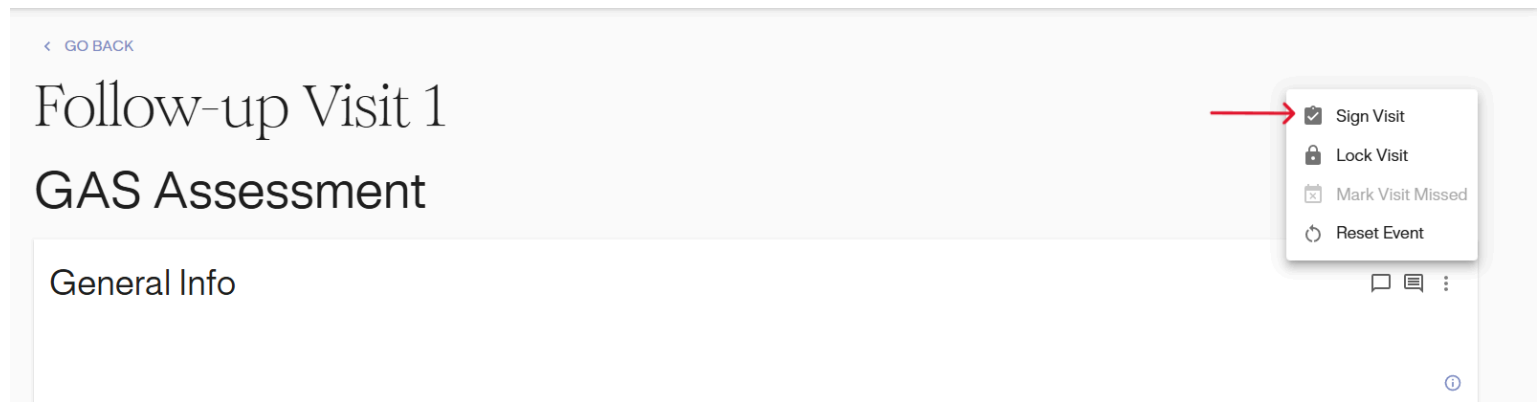 GO BACK
Follow-up Visit 1
GAS Assessment
Sign Visit
Lock Visit
Mark Visit Missed
Reset Event
General Info